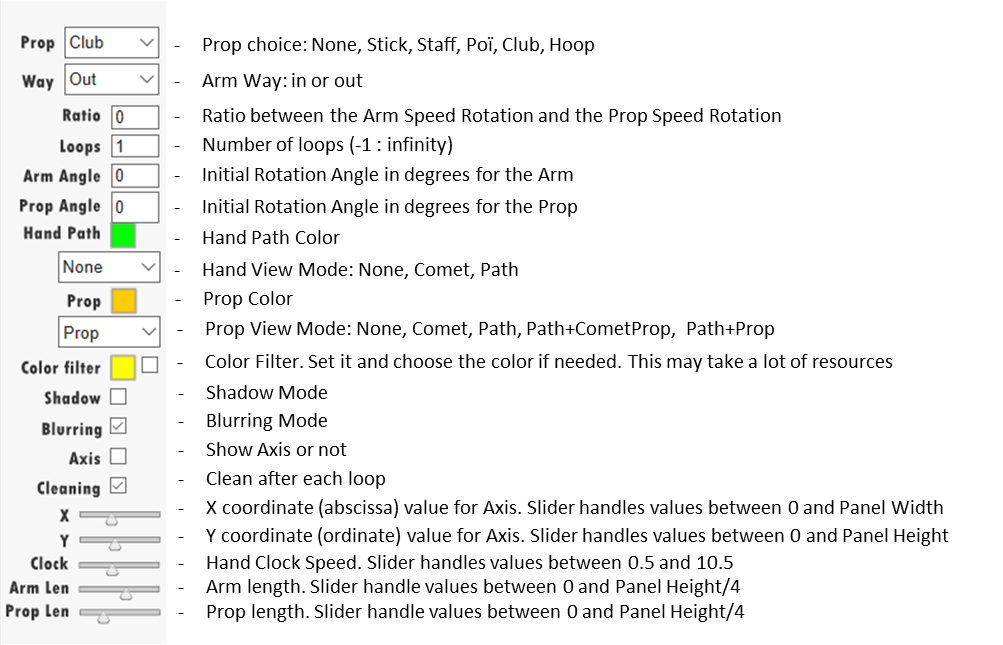 Prop Club - Prop choice: None, Stick, Staff, Poï, Club, Hoop
Way Out - Arm Way: in or out
Ratio 0 - Ratio between the Arm Speed Rotation and the Prop Speed Rotation
Loops 1 - Number of loops (-1 : infinity)
Arm Angle 0 - Initial Rotation Angle in degrees for the Arm
Prop Angle 0 - Initial Rotation Angle in degrees for the Prop
Hand Path - Hand Path Color
None - Hand View Mode: None, Comet, Path
Prop - Prop Color
Prop - Prop View Mode: None, Comet, Path, Path+CometProp, Path+Prop
Color filter - Color Filter. Set it and choose the color if needed. This may take a lot of resources
Shadow - Shadow Mode
Blurring - Blurring Mode
Axis - Show Axis or not
Cleaning - Clean after each loop
X - X coordinate (abscissa) value for Axis. Slider handles values between 0 and Panel Width
Y - Y coordinate (ordinate) value for Axis. Slider handles values between 0 and Panel Height
Clock - Hand Clock Speed. Slider handles values between 0.5 and 10.5
Arm Len - Arm length. Slider handle values between 0 and Panel Height/4
Prop Len - Prop length. Slider handle values between 0 and Panel Height/4